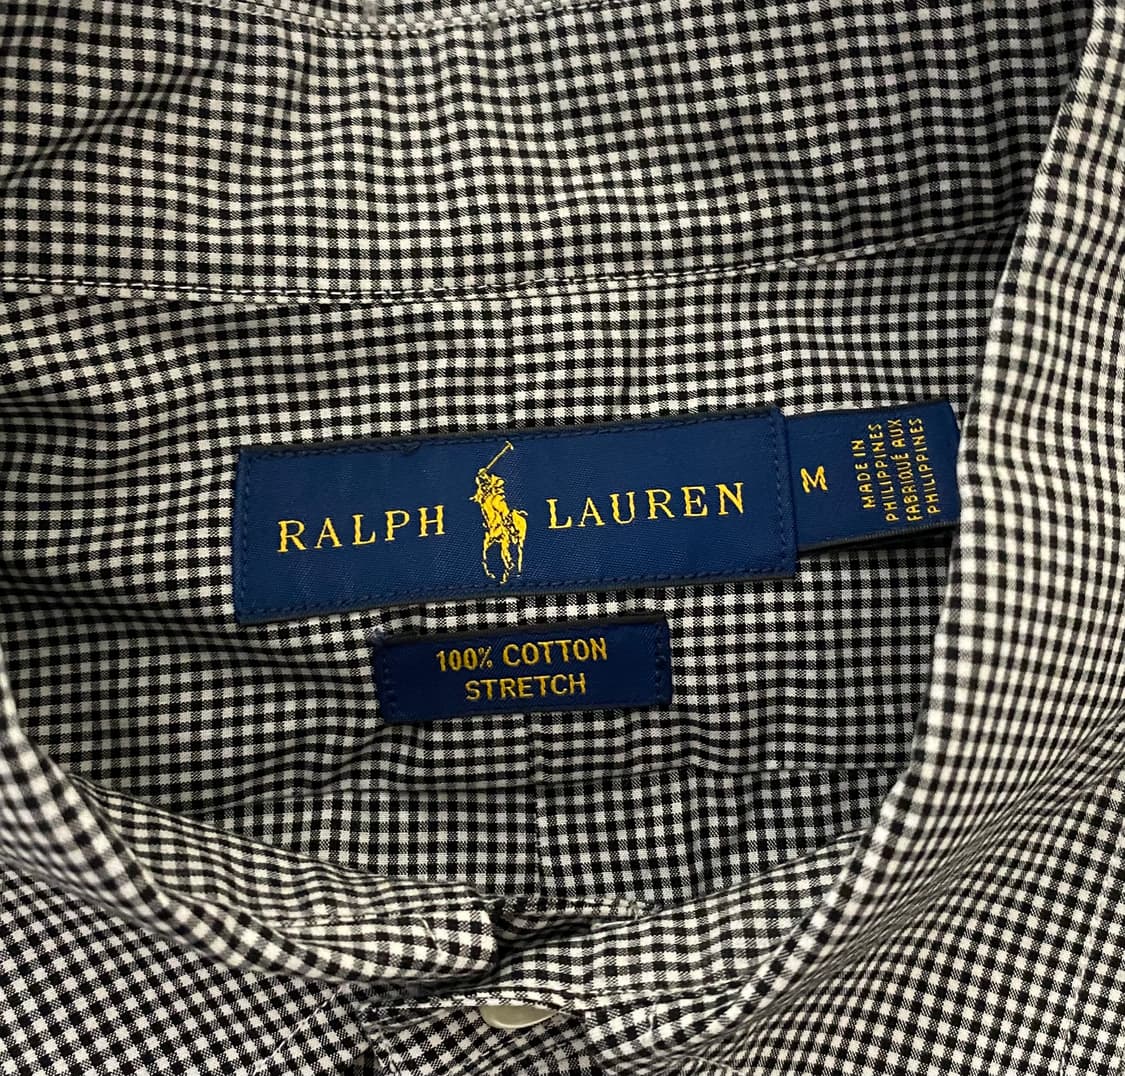 RALPH LAUREN
M
MADE IN
PHILIPPINES
FABRIQUÉ AUX
PHILIPPINES
100% COTTON
STRETCH